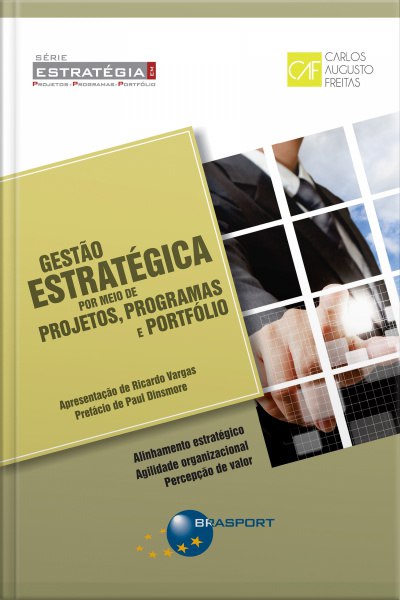 SÉRIE
ESTRATÉGIA EM
PROJETOS · PROGRAMAS · PORTFÓLIO
CAF
CARLOS
AUGUSTO
FREITAS
GESTÃO
ESTRATÉGICA
POR MEIO DE
PROJETOS, PROGRAMAS
E PORTFÓLIO
Apresentação de Ricardo Vargas
Prefácio de Paul Dinsmore
Alinhamento estratégico
Agilidade organizacional
Percepção de valor
BRASPORT